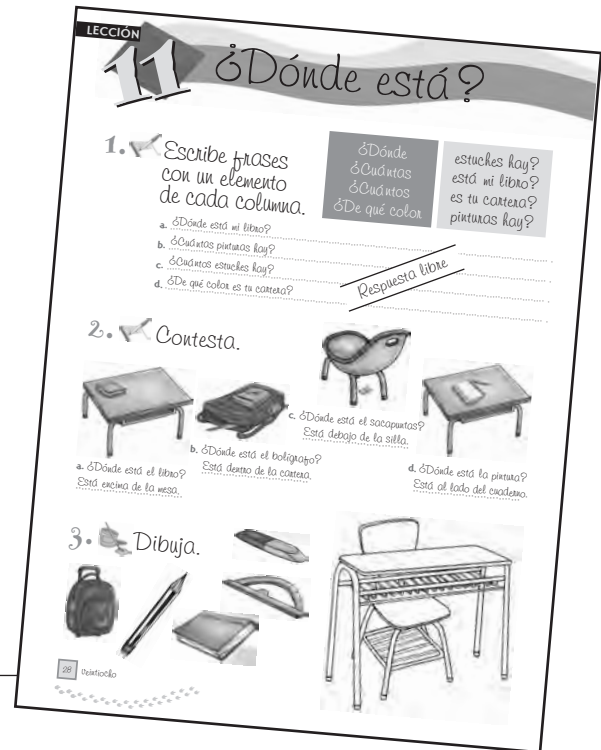 LECCIÓN
11
¿Dónde está?
1. Escribe frases
con un elemento
de cada columna.
¿Dónde
¿Cuántas
¿Cuántos
¿De qué color
estuches hay?
está mi libro?
es tu cartera?
pinturas hay?
a. ¿Dónde está mi libro?
b. ¿Cuántas pinturas hay?
c. ¿Cuántos estuches hay?
d. ¿De qué color es tu cartera?
Respuesta libre
2. Contesta.
a. ¿Dónde está el libro?
Está encima de la mesa.
b. ¿Dónde está el bolígrafo?
Está dentro de la cartera.
c. ¿Dónde está el sacapuntas?
Está debajo de la silla.
d. ¿Dónde está la pintura?
Está al lado del cuaderno.
3. Dibuja.
28 veintiocho